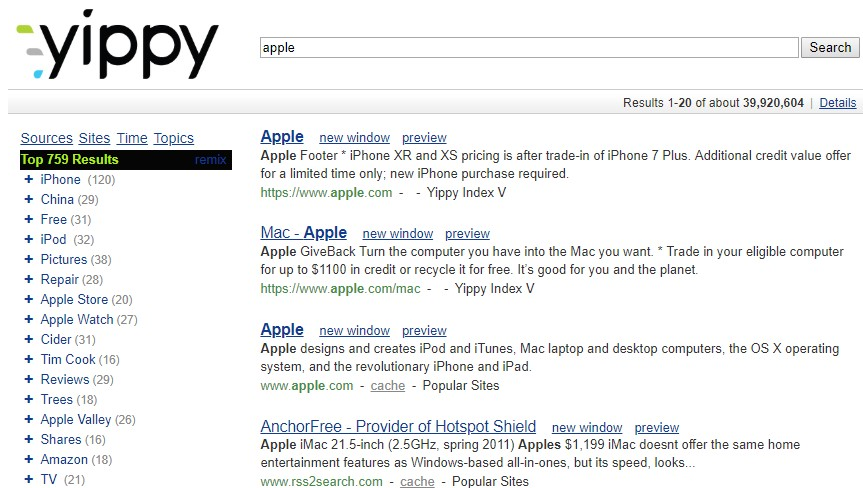 yippy
apple
Search
Results 1-20 of about 39,920,604 | Details
Sources Sites Time Topics
Top 759 Results remix
+ iPhone (120)
+ China (29)
+ Free (31)
+ iPod (32)
+ Pictures (38)
+ Repair (28)
+ Apple Store (20)
+ Apple Watch (27)
+ Cider (31)
+ Tim Cook (16)
+ Reviews (29)
+ Trees (18)
+ Apple Valley (26)
+ Shares (16)
+ Amazon (18)
+ TV (21)
Apple new window preview
Apple Footer * iPhone XR and XS pricing is after trade-in of iPhone 7 Plus. Additional credit value offer
for a limited time only; new iPhone purchase required.
https://www.apple.com - - Yippy Index V
Mac - Apple new window preview
Apple GiveBack Turn the computer you have into the Mac you want. * Trade in your eligible computer
for up to $1100 in credit or recycle it for free. It's good for you and the planet.
https://www.apple.com/mac - - Yippy Index V
Apple new window preview
Apple designs and creates iPod and iTunes, Mac laptop and desktop computers, the OS X operating
system, and the revolutionary iPhone and iPad.
www.apple.com - cache - Popular Sites
AnchorFree - Provider of Hotspot Shield new window preview
Apple iMac 21.5-inch (2.5GHz, spring 2011) Apples $1,199 iMac doesnt offer the same home
entertainment features as Windows-based all-in-ones, but its speed, looks...
www.rss2search.com - cache - Popular Sites